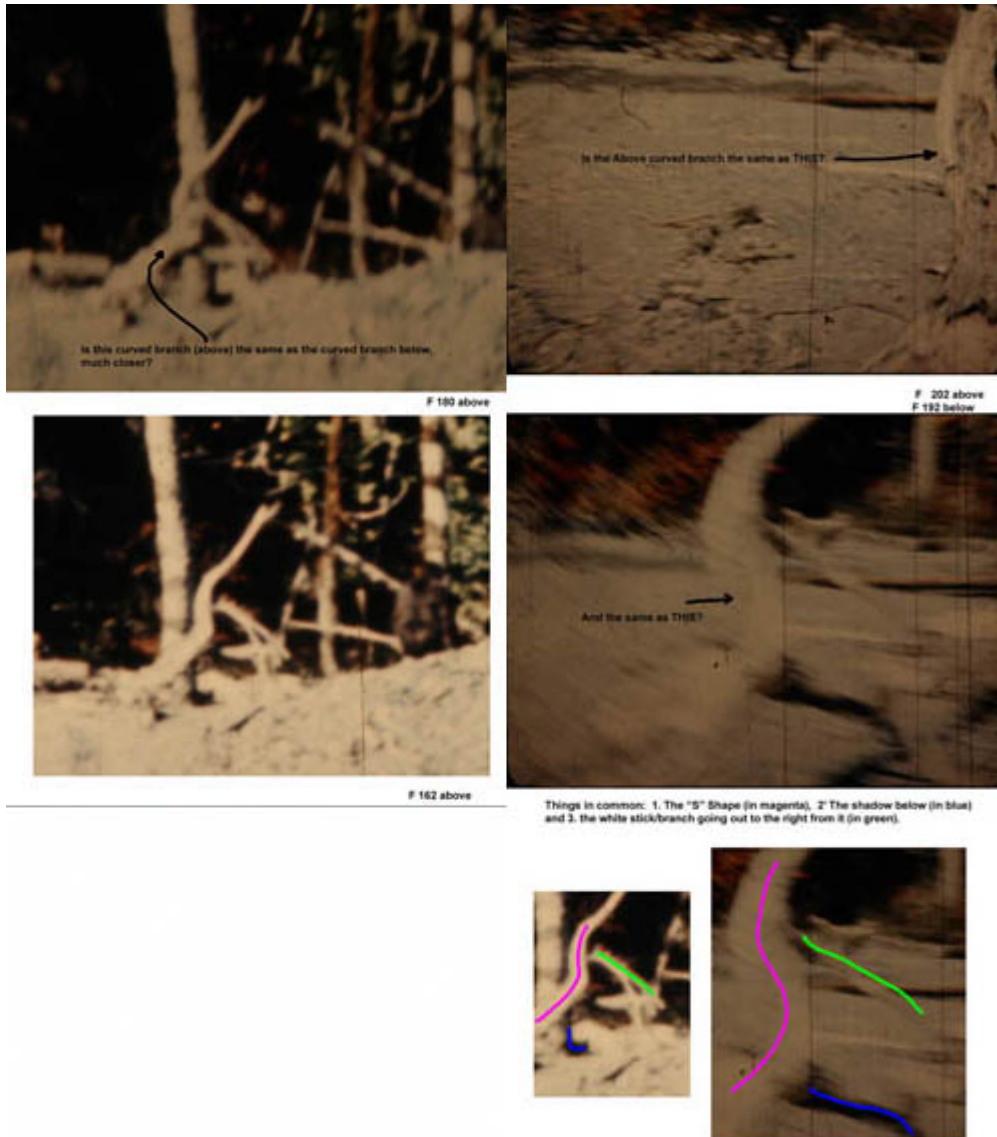 Is the Above curved branch the same as THIS?
Is this curved branch (above) the same as the curved branch below,
much closer?
F 180 above
F 202 above
F 192 below
And the same as THIS?
F 162 above
Things in common: 1. The "S" Shape (in magenta), 2' The shadow below (in blue)
and 3. the white stick/branch going out to the right from it (in green).